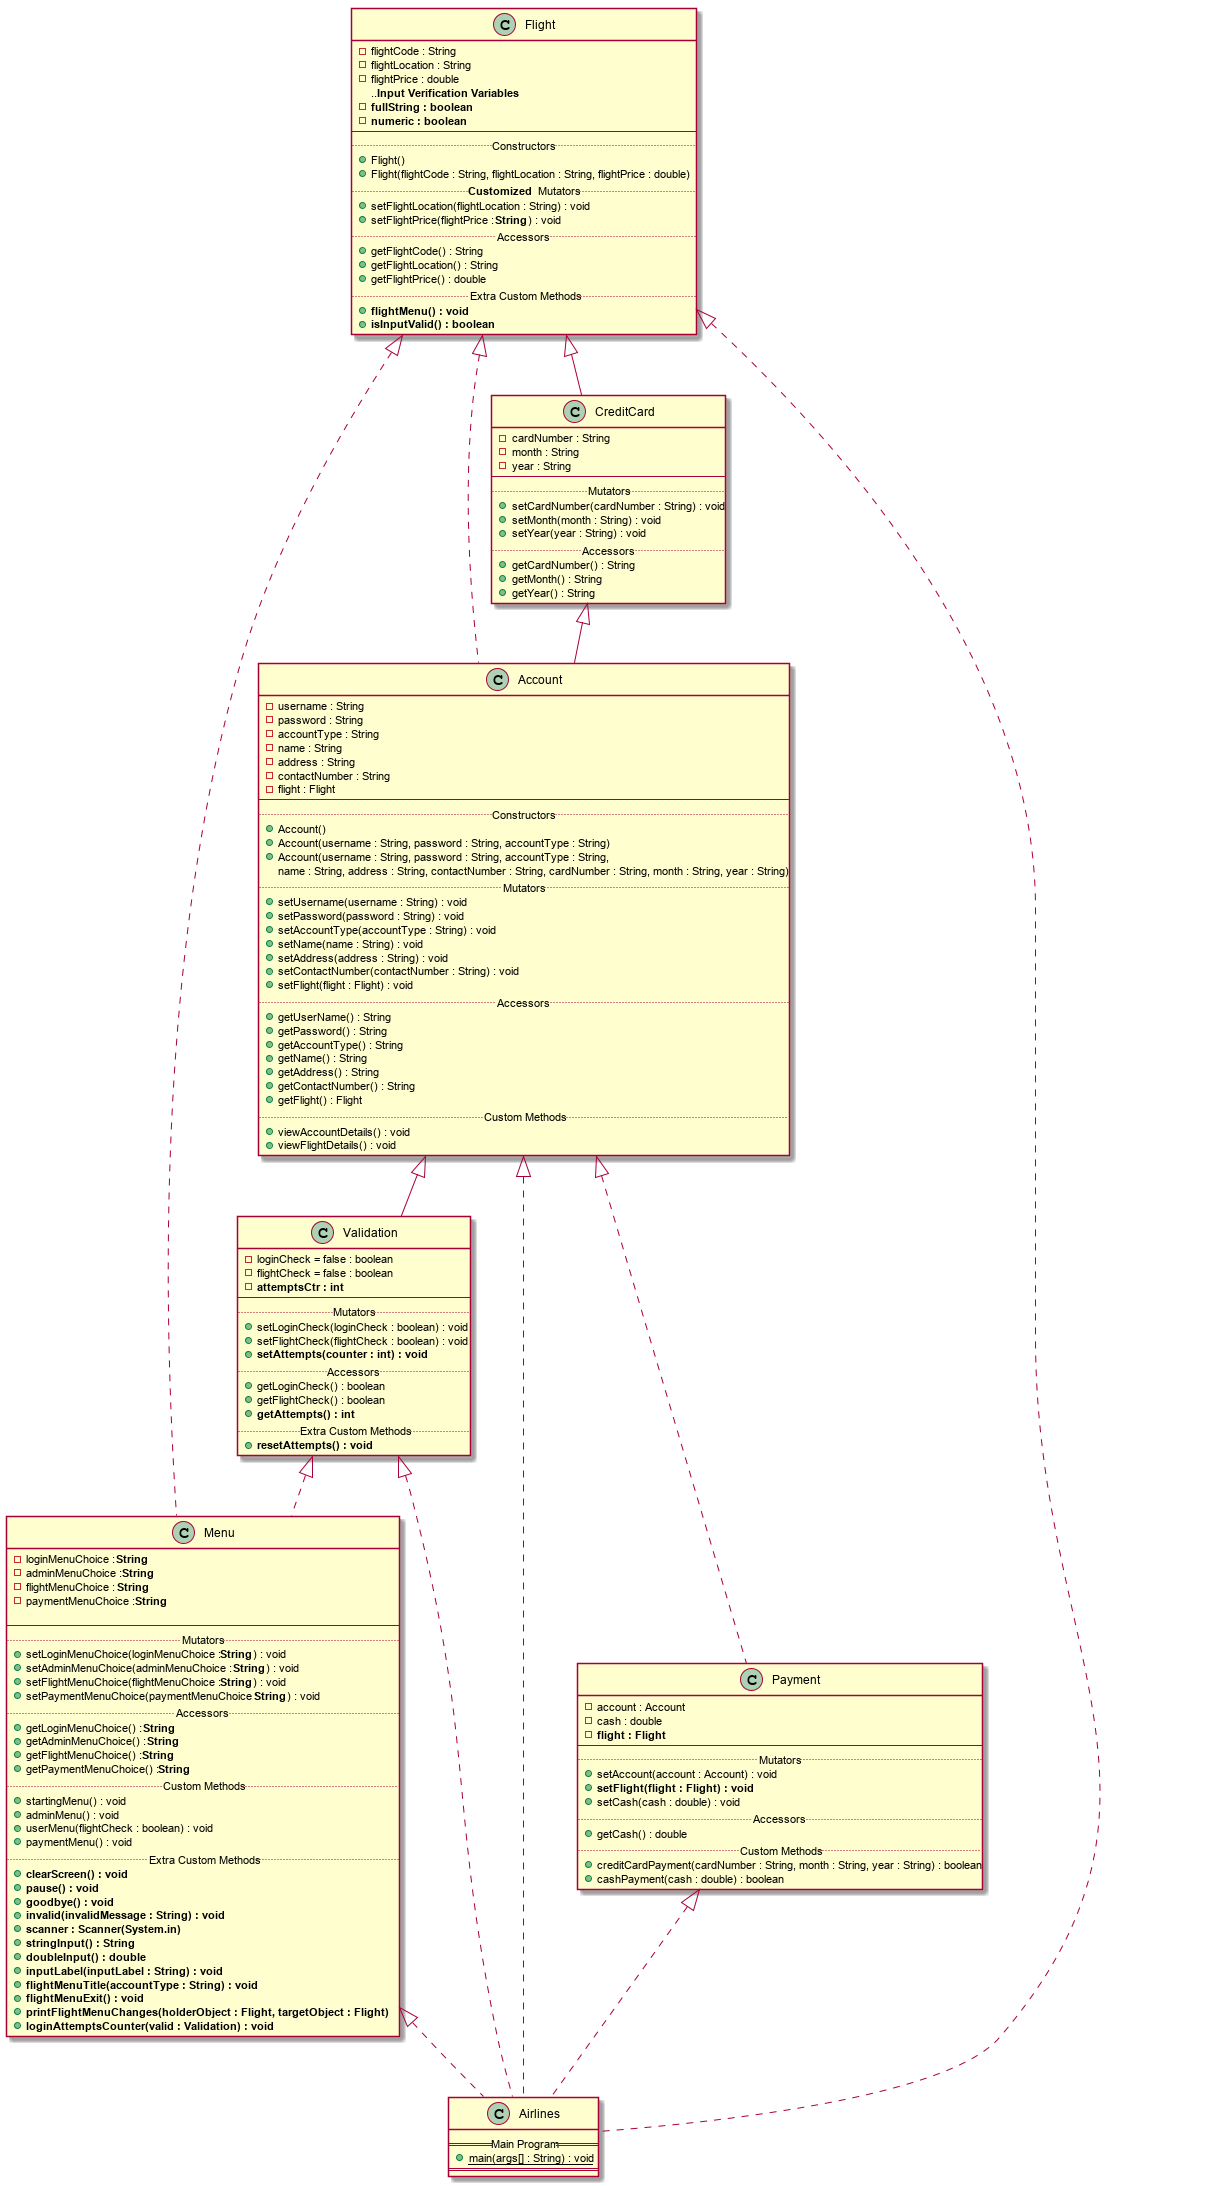 C Flight
flightCode : String
flightLocation : String
flightPrice : double
..Input Verification Variables
fullString : boolean
numeric : boolean
Constructors
Flight()
Flight(flightCode : String, flightLocation : String, flightPrice : double)
Customized Mutators
setFlightLocation(flightLocation : String) : void
setFlightPrice(flightPrice :String) : void
Accessors
getFlightCode() : String
getFlightLocation() : String
getFlightPrice() : double
Extra Custom Methods
flightMenu() : void
isInputValid() : boolean
C CreditCard
cardNumber : String
month : String
year : String
Mutators
setCardNumber(cardNumber : String) : void
setMonth(month : String) : void
setYear(year : String) : void
Accessors
getCardNumber() : String
getMonth() : String
getYear() : String
C Account
username : String
password : String
accountType : String
name : String
address : String
contactNumber : String
flight : Flight
Constructors
Account()
Account(username : String, password : String, accountType : String)
Account(username : String, password : String, accountType : String,
name : String, address : String, contactNumber : String, cardNumber : String, month : String, year : String)
Mutators
setUsername(username : String) : void
setPassword(password : String) : void
setAccountType(accountType : String) : void
setName(name : String) : void
setAddress(address : String) : void
setContactNumber(contactNumber : String) : void
setFlight(flight : Flight) : void
Accessors
getUserName() : String
getPassword() : String
getAccountType() : String
getName() : String
getAddress() : String
getContactNumber() : String
getFlight() : Flight
Custom Methods
viewAccountDetails() : void
viewFlightDetails() : void
C Validation
loginCheck = false : boolean
flightCheck = false : boolean
attemptsCtr : int
Mutators
setLoginCheck(loginCheck : boolean) : void
setFlightCheck(flightCheck : boolean) : void
setAttempts(counter : int) : void
Accessors
getLoginCheck() : boolean
getFlightCheck() : boolean
getAttempts() : int
Extra Custom Methods
resetAttempts() : void
C Menu
loginMenuChoice :String
adminMenuChoice :String
flightMenuChoice : String
paymentMenuChoice :String
Mutators
setLoginMenuChoice(loginMenuChoice :String) : void
setAdminMenuChoice(adminMenuChoice :String) : void
setFlightMenuChoice(flightMenuChoice :String) : void
setPaymentMenuChoice(paymentMenuChoice String) : void
Accessors
getLoginMenuChoice() :String
getAdminMenuChoice() :String
getFlightMenuChoice() :String
getPaymentMenuChoice() :String
Custom Methods
startingMenu() : void
adminMenu() : void
userMenu(flightCheck : boolean) : void
paymentMenu() : void
Extra Custom Methods
clearScreen() : void
pause() : void
goodbye() : void
invalid(invalidMessage : String) : void
scanner : Scanner(System.in)
stringInput() : String
doubleInput() : double
inputLabel(inputLabel : String) : void
flightMenuTitle(accountType : String) : void
flightMenuExit() : void
printFlightMenuChanges(holderObject : Flight, targetObject : Flight)
loginAttemptsCounter(valid : Validation) : void
C Payment
account : Account
cash : double
flight : Flight
Mutators
setAccount(account : Account) : void
setFlight(flight : Flight) : void
setCash(cash : double) : void
Accessors
getCash() : double
Custom Methods
creditCardPayment(cardNumber : String, month : String, year : String) : boolean
cashPayment(cash : double) : boolean
C Airlines
Main Program
main(args[] : String) : void